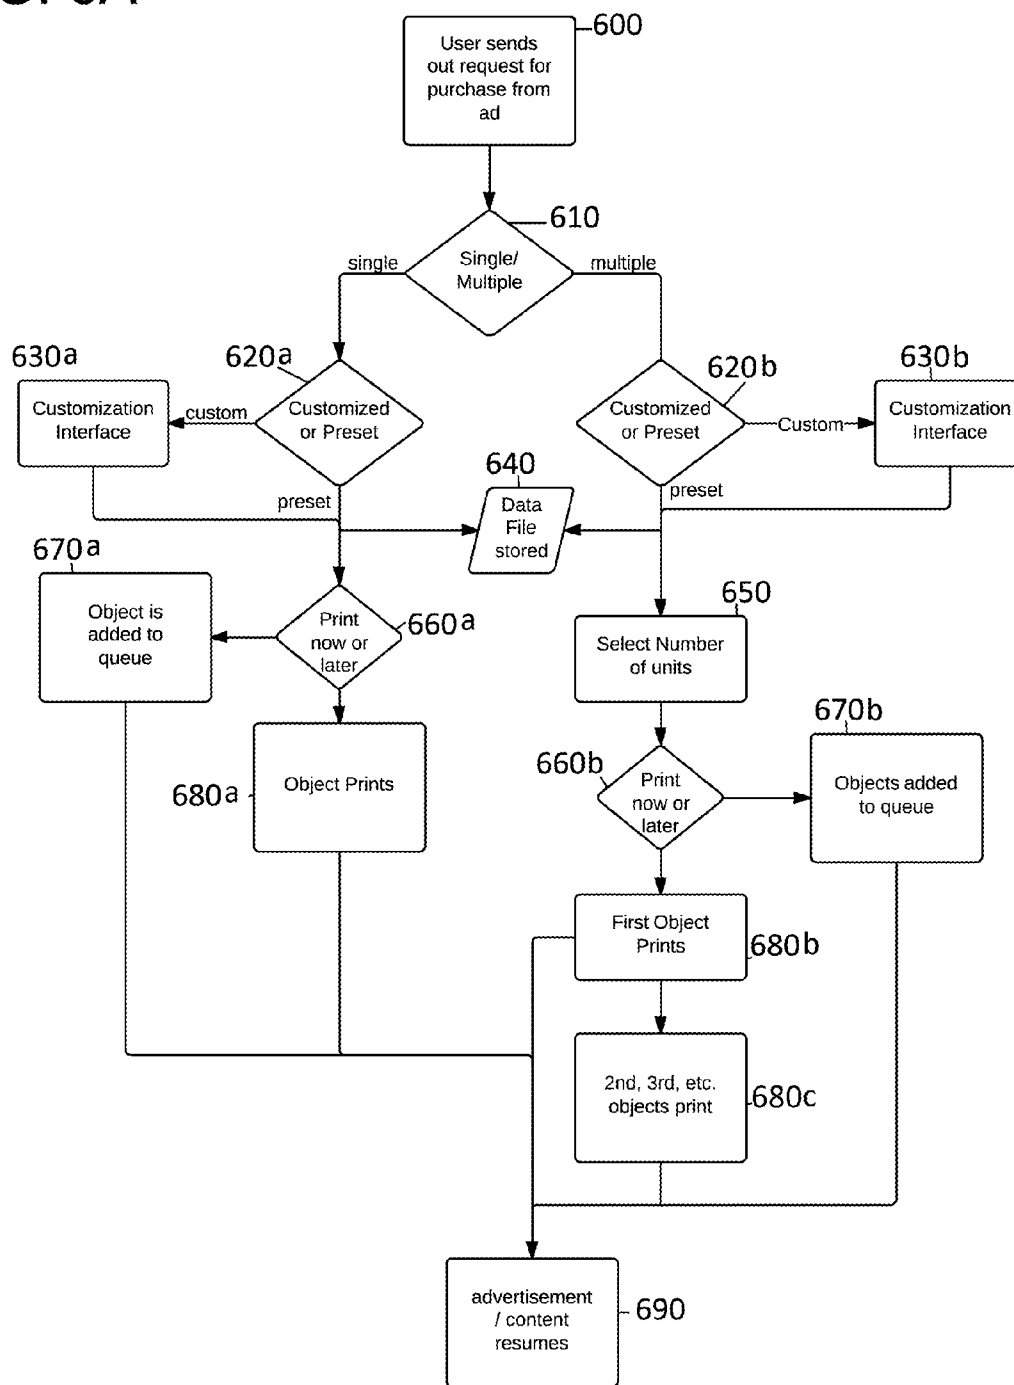 600
User sends
out request for
purchase from
ad
610
Single/
Multiple
single
multiple
630a
620a
620b
630b
Customization
Interface
custom
Customized
or Preset
Customized
or Preset
Custom
Customization
Interface
640
preset
preset
Data
File
stored
670a
650
Object is
added to
queue
Print
now or
later
660a
Select Number
of units
670b
660b
680a
Object Prints
Print
now or
later
Objects added
to queue
First Object
Prints
680b
2nd, 3rd, etc.
objects print
680c
advertisement
/ content
resumes
690